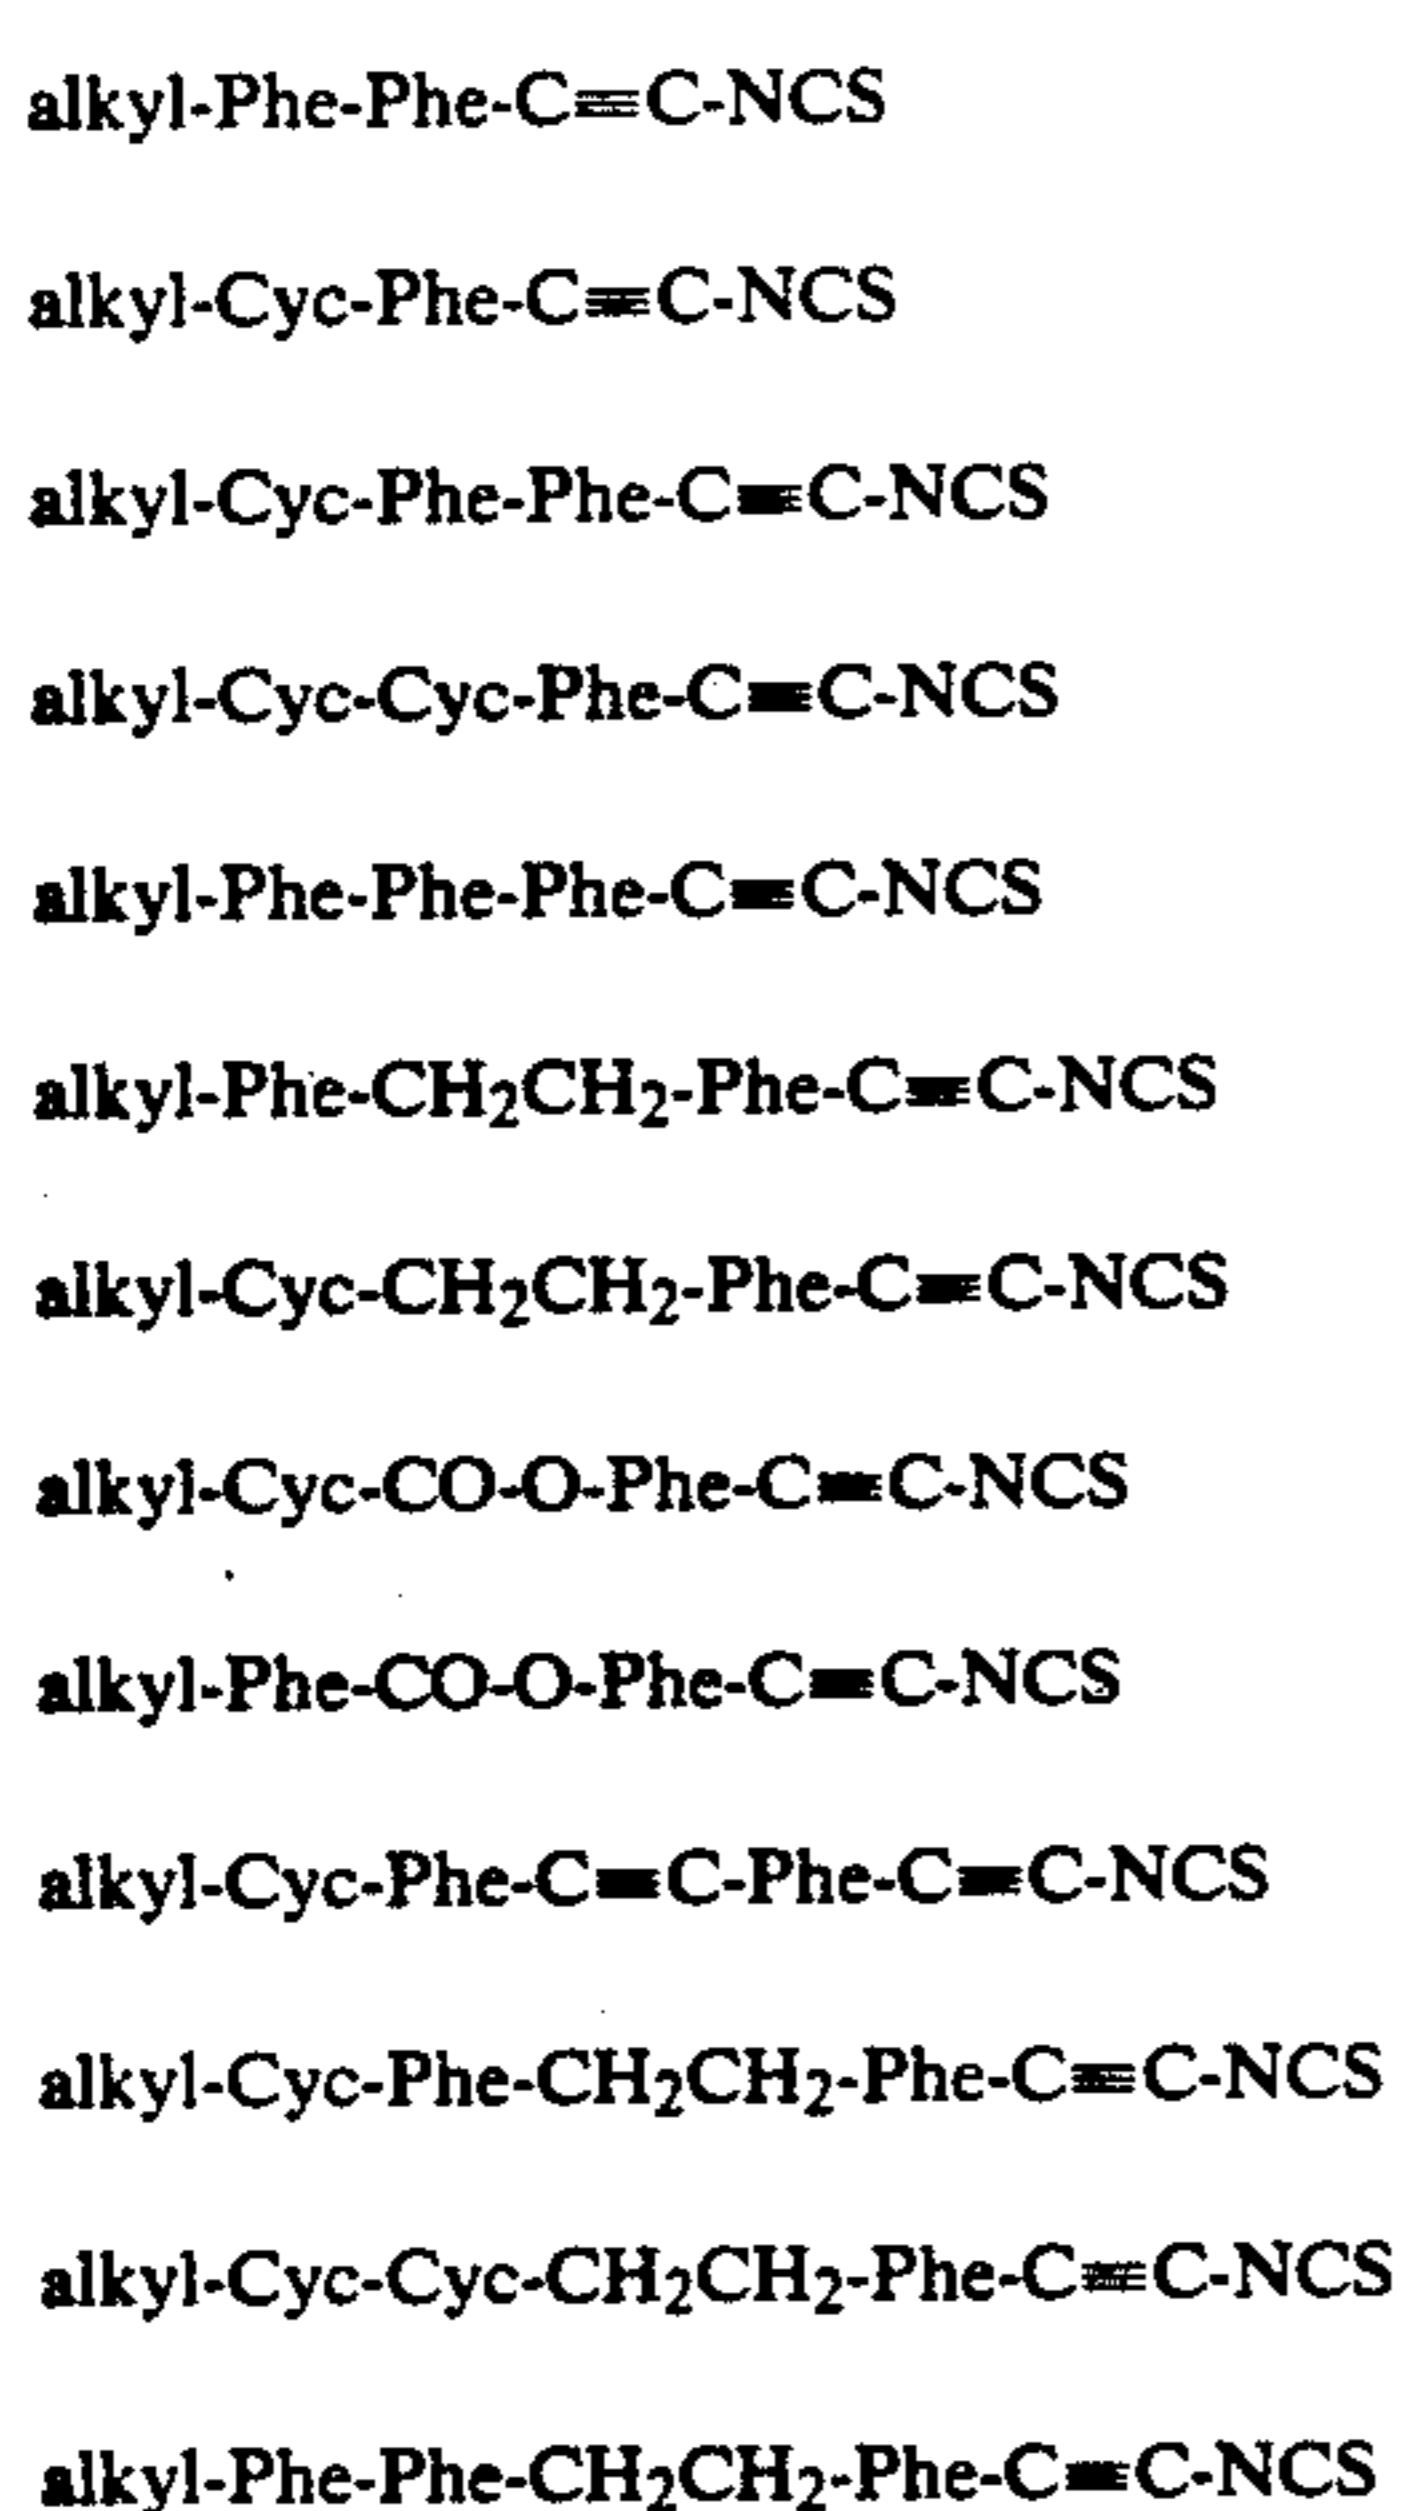 alkyl-Phe-Phe-C≡C-NCS
alkyl-Cyc-Phe-C≡C-NCS
alkyl-Cyc-Phe-Phe-C≡C-NCS
alkyl-Cyc-Cyc-Phe-C≡C-NCS
alkyl-Phe-Phe-Phe-C≡C-NCS
alkyl-Phe-CH₂CH₂-Phe-C≡C-NCS
alkyl-Cyc-CH₂CH₂-Phe-C≡C-NCS
alkyl-Cyc-CO-O-Phe-C≡C-NCS
alkyl-Phe-CO-O-Phe-C≡C-NCS
alkyl-Cyc-Phe-C≡C-Phe-C≡C-NCS
alkyl-Cyc-Phe-CH₂CH₂-Phe-C≡C-NCS
alkyl-Cyc-Cyc-CH₂CH₂-Phe-C≡C-NCS
alkyl-Phe-Phe-CH₂CH₂-Phe-C≡C-NCS